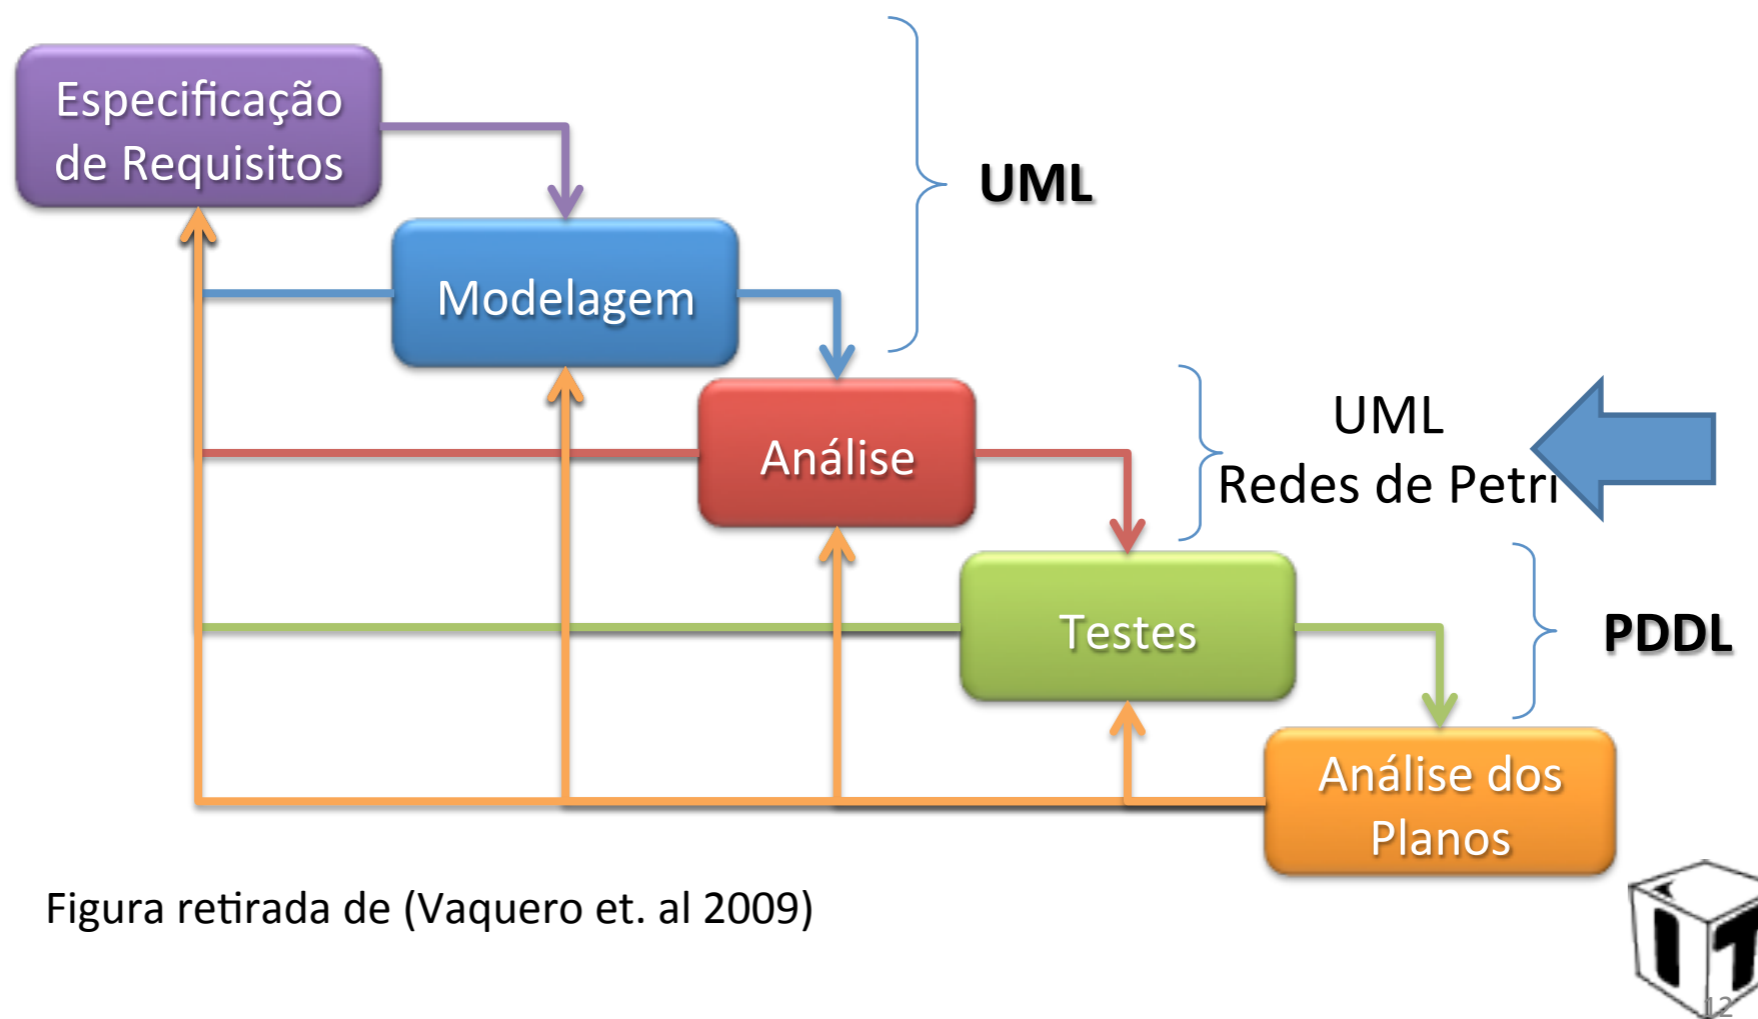 Especificação
de Requisitos
UML
Modelagem
Análise
UML
Redes de Petri
Testes
PDDL
Análise dos
Planos
Figura retirada de (Vaquero et. al 2009)
12